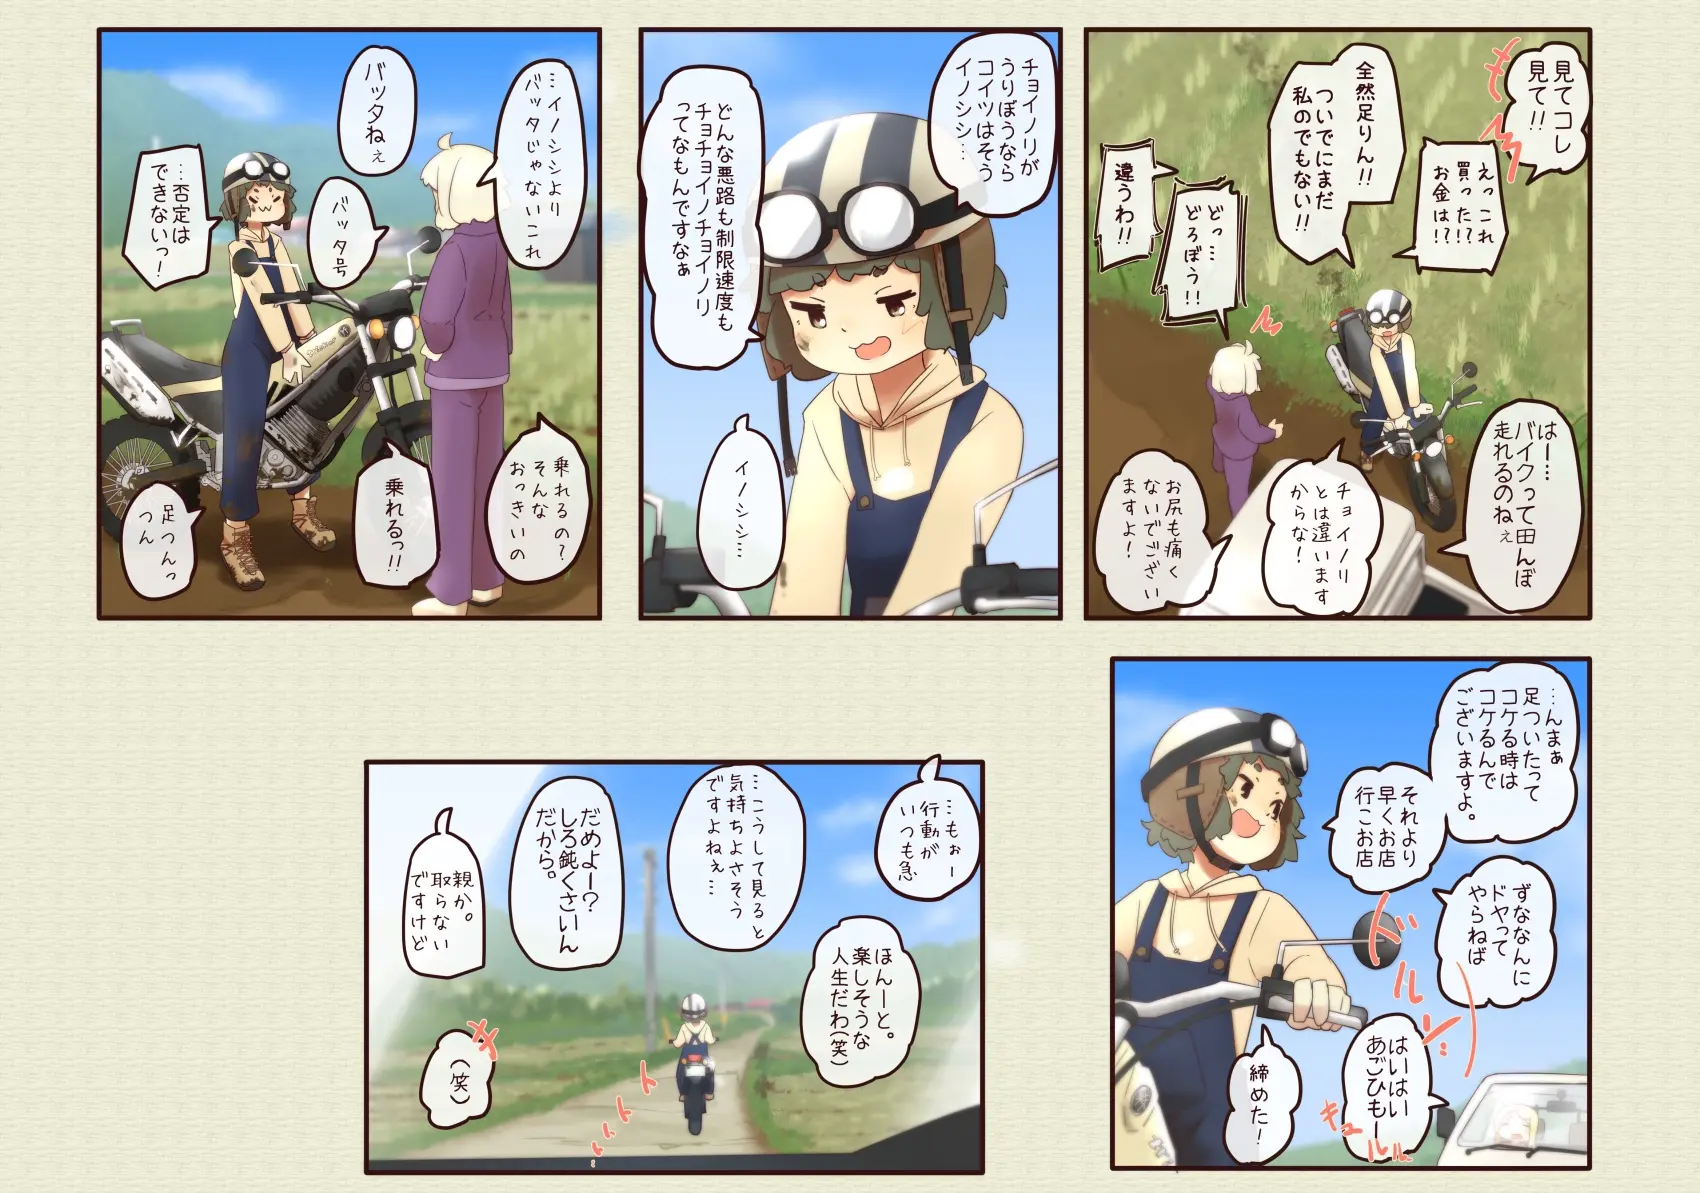 見てコレ
見て!!
えっこれ
買った!?
お金は!?
全然足りん!!
ついでにまだ
私のでもない!!
どっ…
どろぼう!!
違うわ!!
はー…
バイクって田んぼ
走れるのねぇ
チョイノリ
とは違います
からな!
お尻も痛く
ないでござい
ますよ!
チョイノリが
うりぼうなら
コイツはそう
イノシシ…
どんな悪路も制限速度も
チョチョイノチョイノリ
ってなもんですなぁ
イノシシ…
…イノシシより
バッタじゃないこれ
バッタねぇ
バッタ号
…否定は
できないっ!
乗れるの?
そんな
おっきいの
乗れるっ!!
足つんっ
つん
…んまぁ
足ついたって
コケる時は
コケるんで
ございますよ。
それより
早くお店
行こお店
ずななんに
ドヤって
やらねば
ドルンッ
はいはい
あごひもー
締めた!
キュルルル
…もぉー
行動が
いつも急
ほんーと。
楽しそうな
人生だわ(笑)
…こうして見ると
気持ちよさそう
ですよねぇ…
だめよー?
しろ鈍くさいん
だから。
親か。
取らない
ですけど
(笑)
トトト